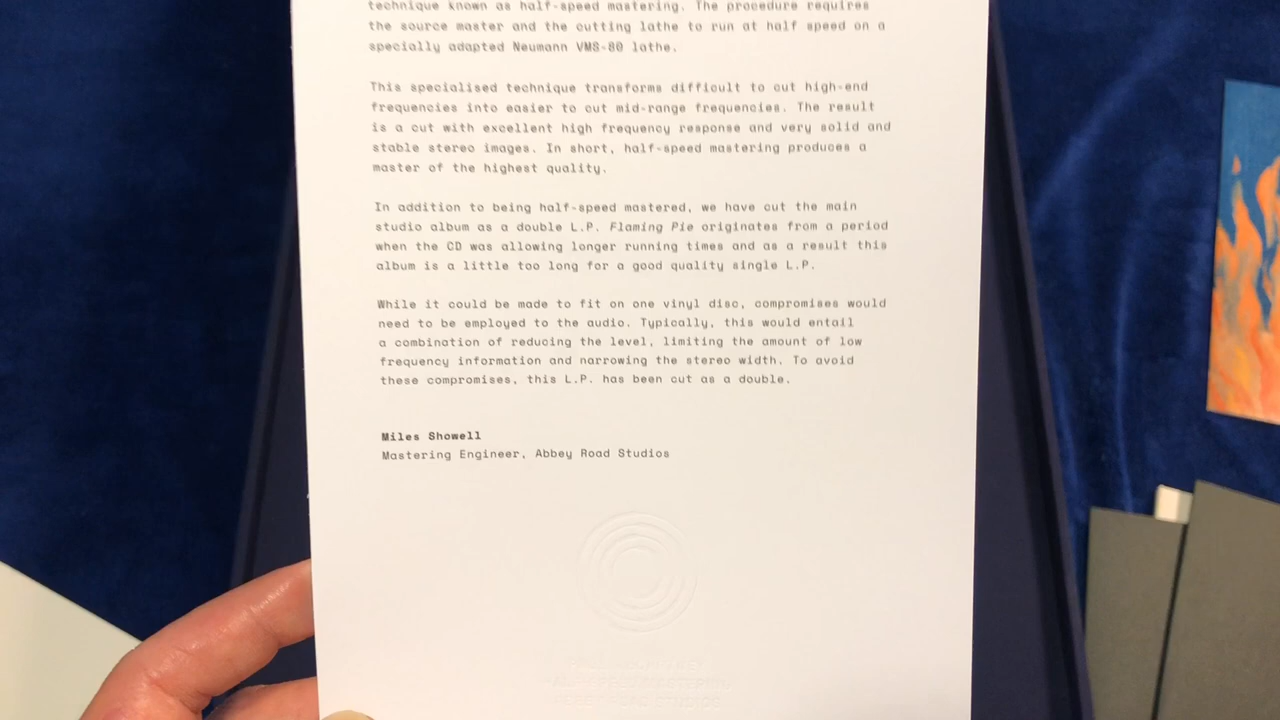 technique known as half-speed mastering. The procedure requires
the source master and the cutting lathe to run at half speed on a
specially adapted Neumann VMS-80 lathe.
This specialised technique transforms difficult to cut high-end
frequencies into easier to cut mid-range frequencies. The result
is a cut with excellent high frequency response and very solid and
stable stereo images. In short, half-speed mastering produces a
master of the highest quality.
In addition to being half-speed mastered, we have cut the main
studio album as a double L.P. Flaming Pie originates from a period
when the CD was allowing longer running times and as a result this
album is a little too long for a good quality single L.P.
While it could be made to fit on one vinyl disc, compromises would
need to be employed to the audio. Typically, this would entail
a combination of reducing the level, limiting the amount of low
frequency information and narrowing the stereo width. To avoid
these compromises, this L.P. has been cut as a double.
Miles Showell
Mastering Engineer, Abbey Road Studios